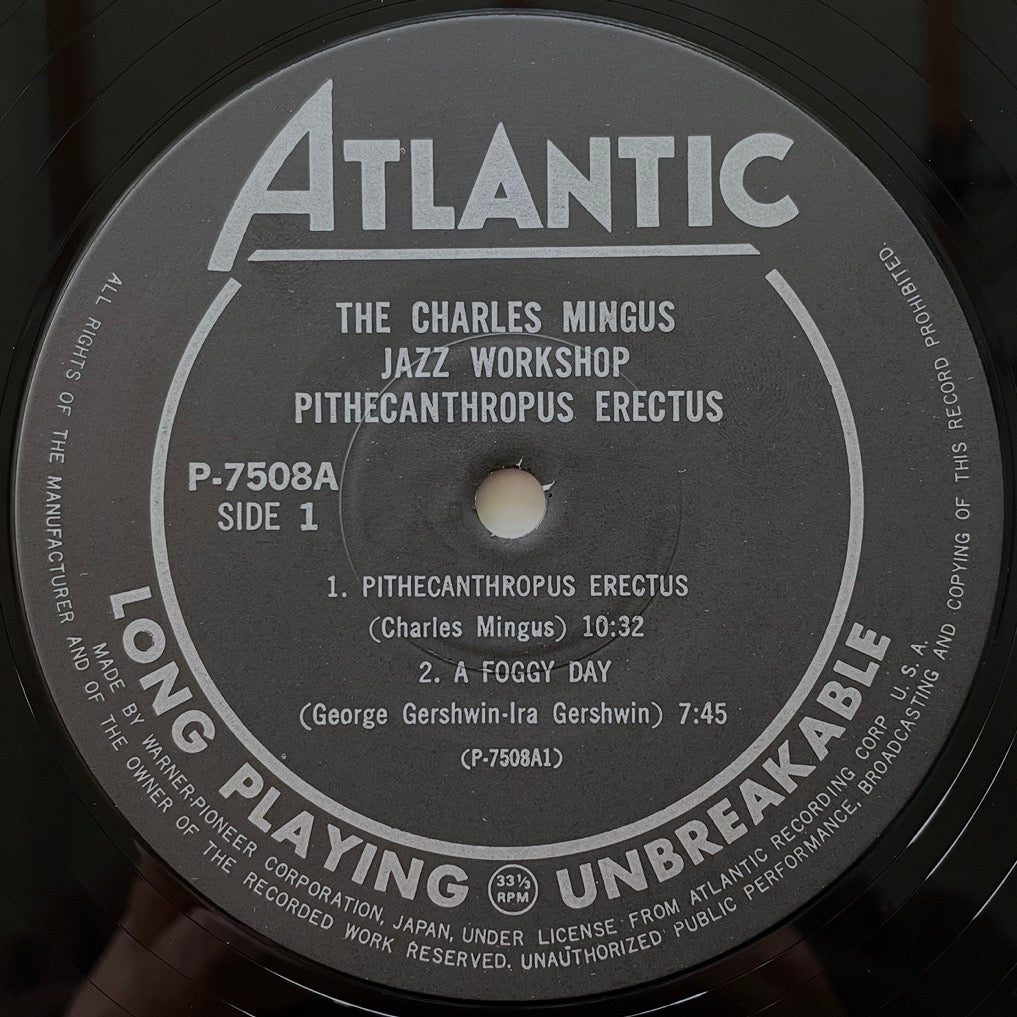 ATLANTIC
THE CHARLES MINGUS
JAZZ WORKSHOP
PITHECANTHROPUS ERECTUS
P-7508A
SIDE 1
1. PITHECANTHROPUS ERECTUS
(Charles Mingus) 10:32
2. A FOGGY DAY
(George Gershwin-Ira Gershwin) 7:45
(P-7508A1)
LONG PLAYING 33⅓ RPM UNBREAKABLE
MADE BY WARNER-PIONEER CORPORATION, JAPAN, UNDER LICENSE FROM ATLANTIC RECORDING CORP U. S. A.
ALL RIGHTS OF THE MANUFACTURER AND OF THE OWNER OF THE RECORDED WORK RESERVED. UNAUTHORIZED PUBLIC PERFORMANCE, BROADCASTING AND COPYING OF THIS RECORD PROHIBITED.